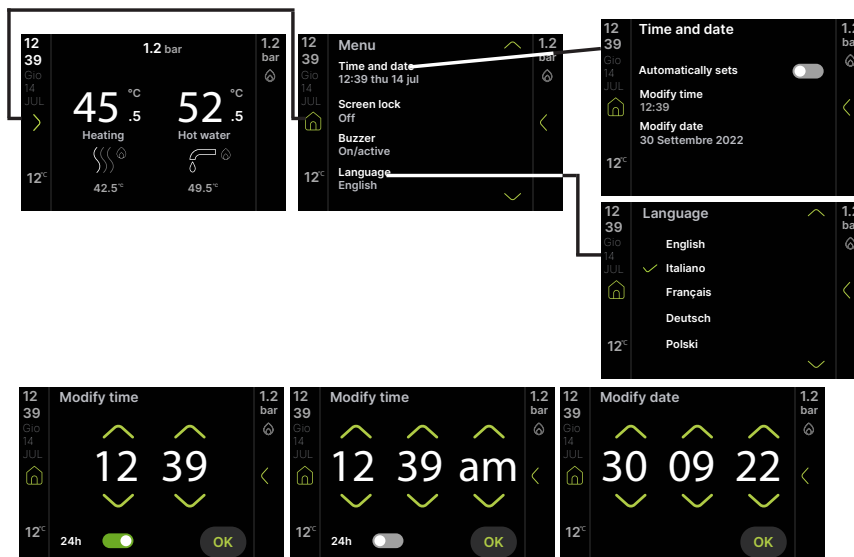 12
39
Gio
14
JUL
12°C
1.2 bar
45 .5 °C
Heating
42.5°C
52 .5 °C
Hot water
49.5°C
1.2
bar
12
39
Gio
14
JUL
12°C
Menu
Time and date
12:39 thu 14 jul
Screen lock
Off
Buzzer
On/active
Language
English
1.2
bar
12
39
Gio
14
JUL
12°C
Time and date
Automatically sets
Modify time
12:39
Modify date
30 Settembre 2022
1.2
ba
12
39
Gio
14
JUL
12°C
Language
English
Italiano
Français
Deutsch
Polski
1.2
ba
12
39
Gio
14
JUL
12°C
Modify time
12 39
24h
OK
1.2
bar
12
39
Gio
14
JUL
12°C
Modify time
12 39 am
24h
OK
1.2
bar
12
39
Gio
14
JUL
12°C
Modify date
30 09 22
OK
1.2
bar